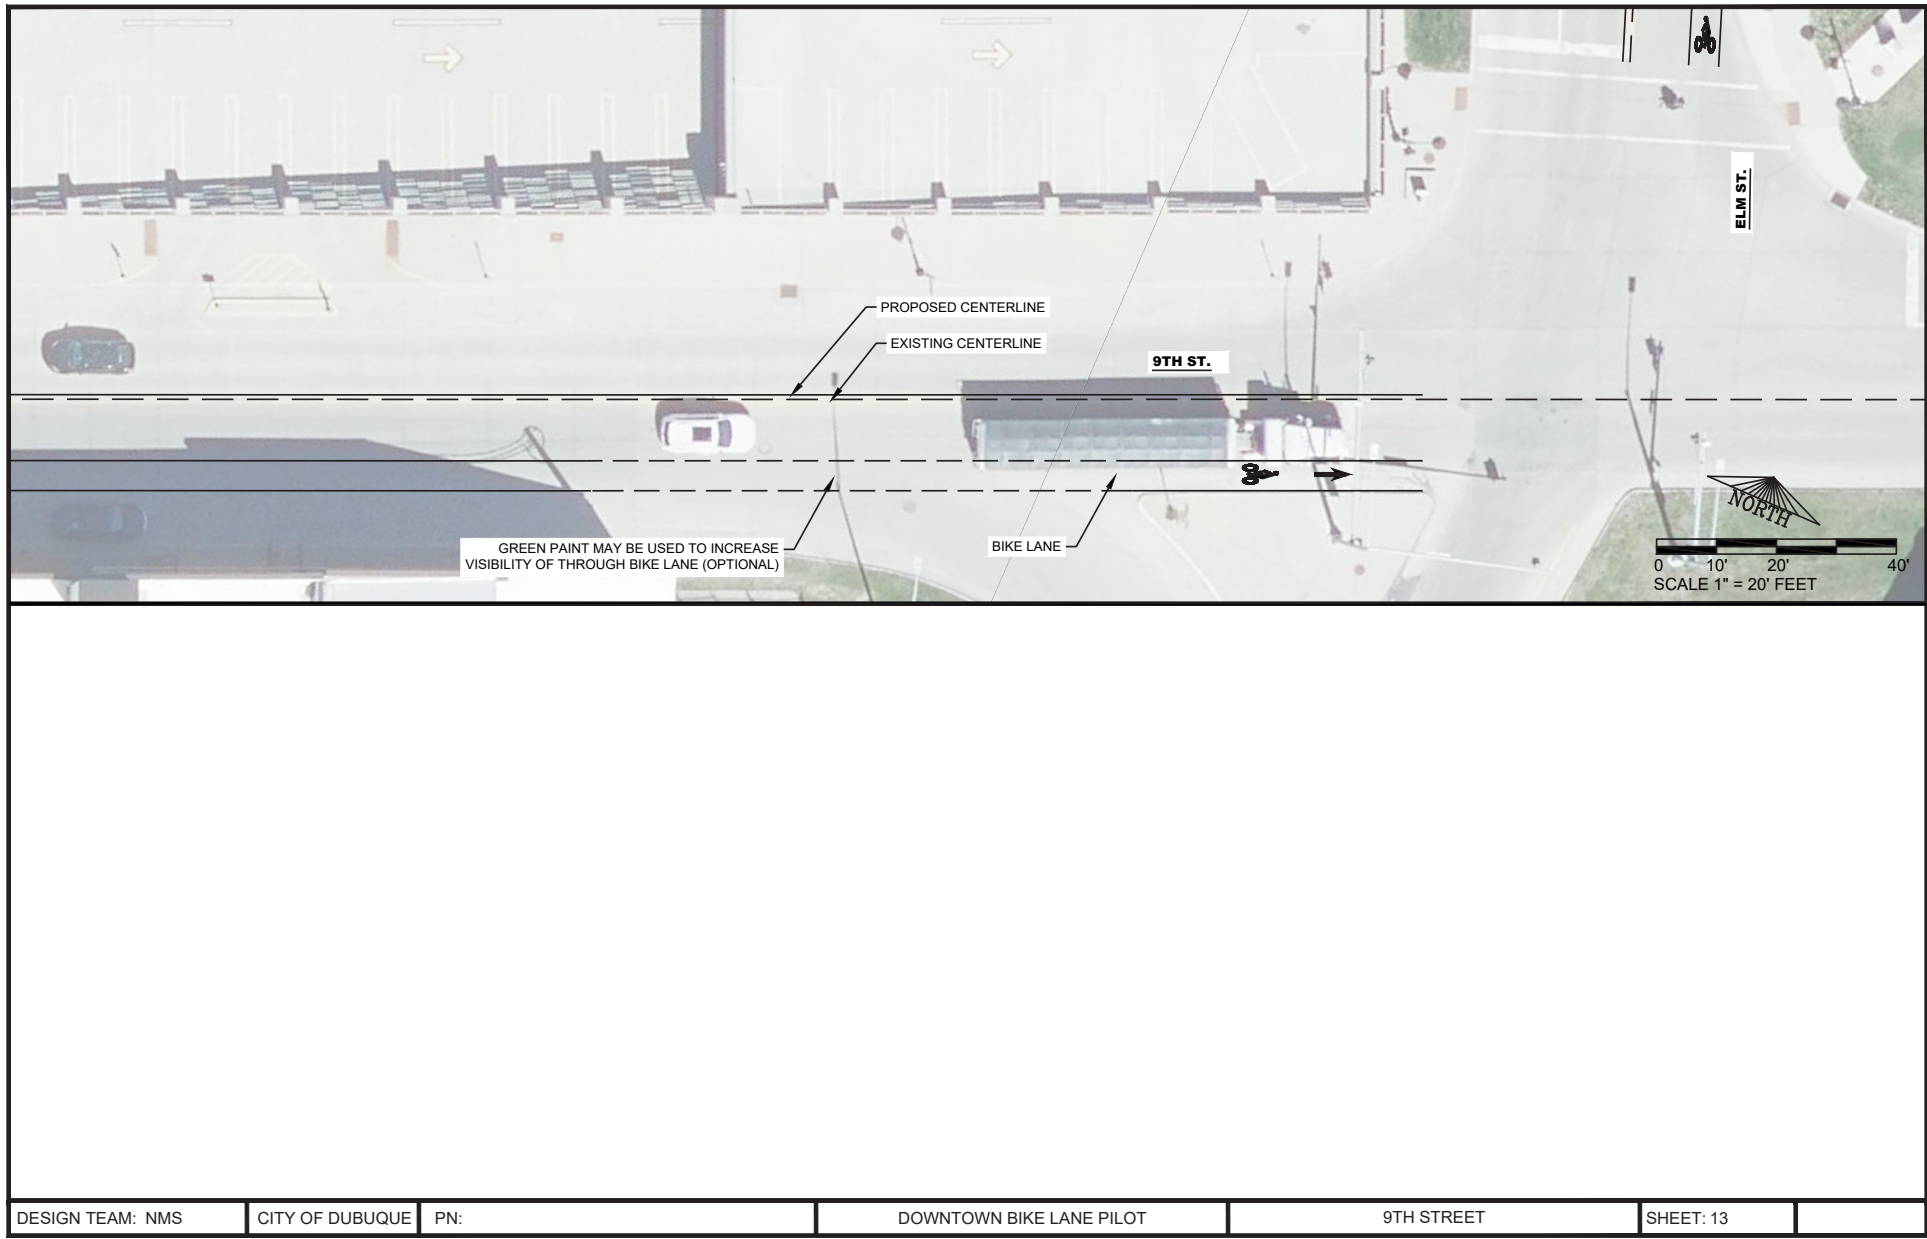 ELM ST.
PROPOSED CENTERLINE
EXISTING CENTERLINE
9TH ST.
GREEN PAINT MAY BE USED TO INCREASE
VISIBILITY OF THROUGH BIKE LANE (OPTIONAL)
BIKE LANE
NORTH
0 10' 20' 40'
SCALE 1" = 20' FEET
DESIGN TEAM: NMS CITY OF DUBUQUE PN: DOWNTOWN BIKE LANE PILOT 9TH STREET SHEET: 13